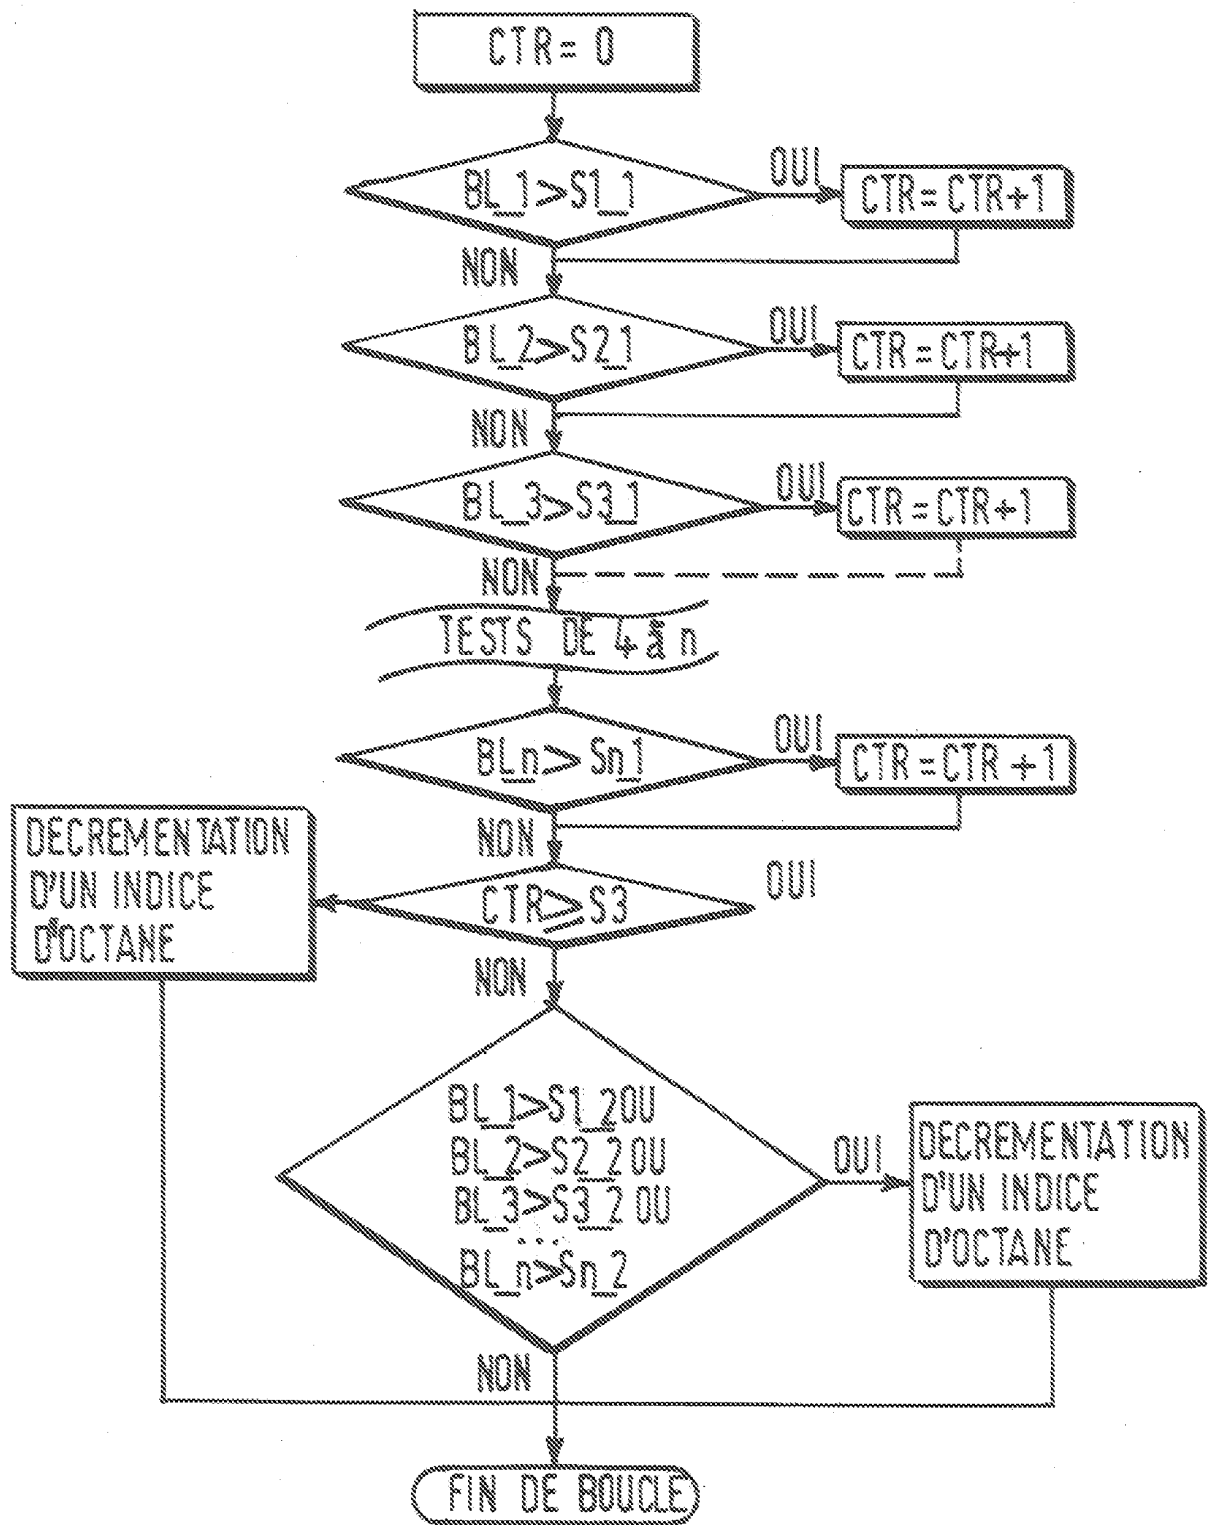 CTR = 0
BL_1>S1_1
OUI
CTR = CTR+1
NON
BL_2>S2_1
OUI
CTR = CTR+1
NON
BL_3>S3_1
OUI
CTR = CTR+1
NON
TESTS DE 4 à n
BL_n > Sn_1
OUI
CTR = CTR +1
NON
DECREMENTATION
D'UN INDICE
D'OCTANE
CTR≥S3
OUI
NON
BL_1>S1_2 OU
BL_2>S2_2 OU
BL_3>S3_2 OU
...
BL_n>Sn_2
OUI
DECREMENTATION
D'UN INDICE
D'OCTANE
NON
FIN DE BOUCLE